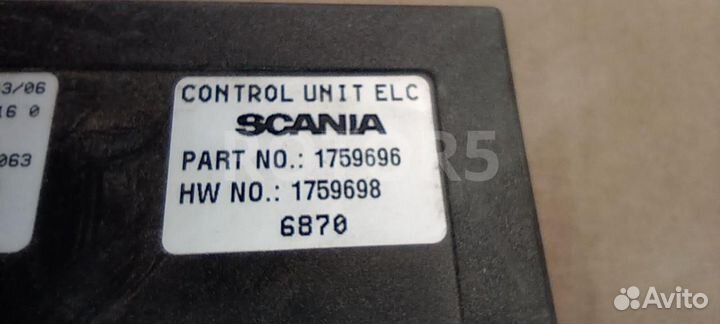 3/06
16 0
063
CONTROL UNIT ELC
SCANIA
PART NO.: 1759696
HW NO.: 1759698
6870
Avito